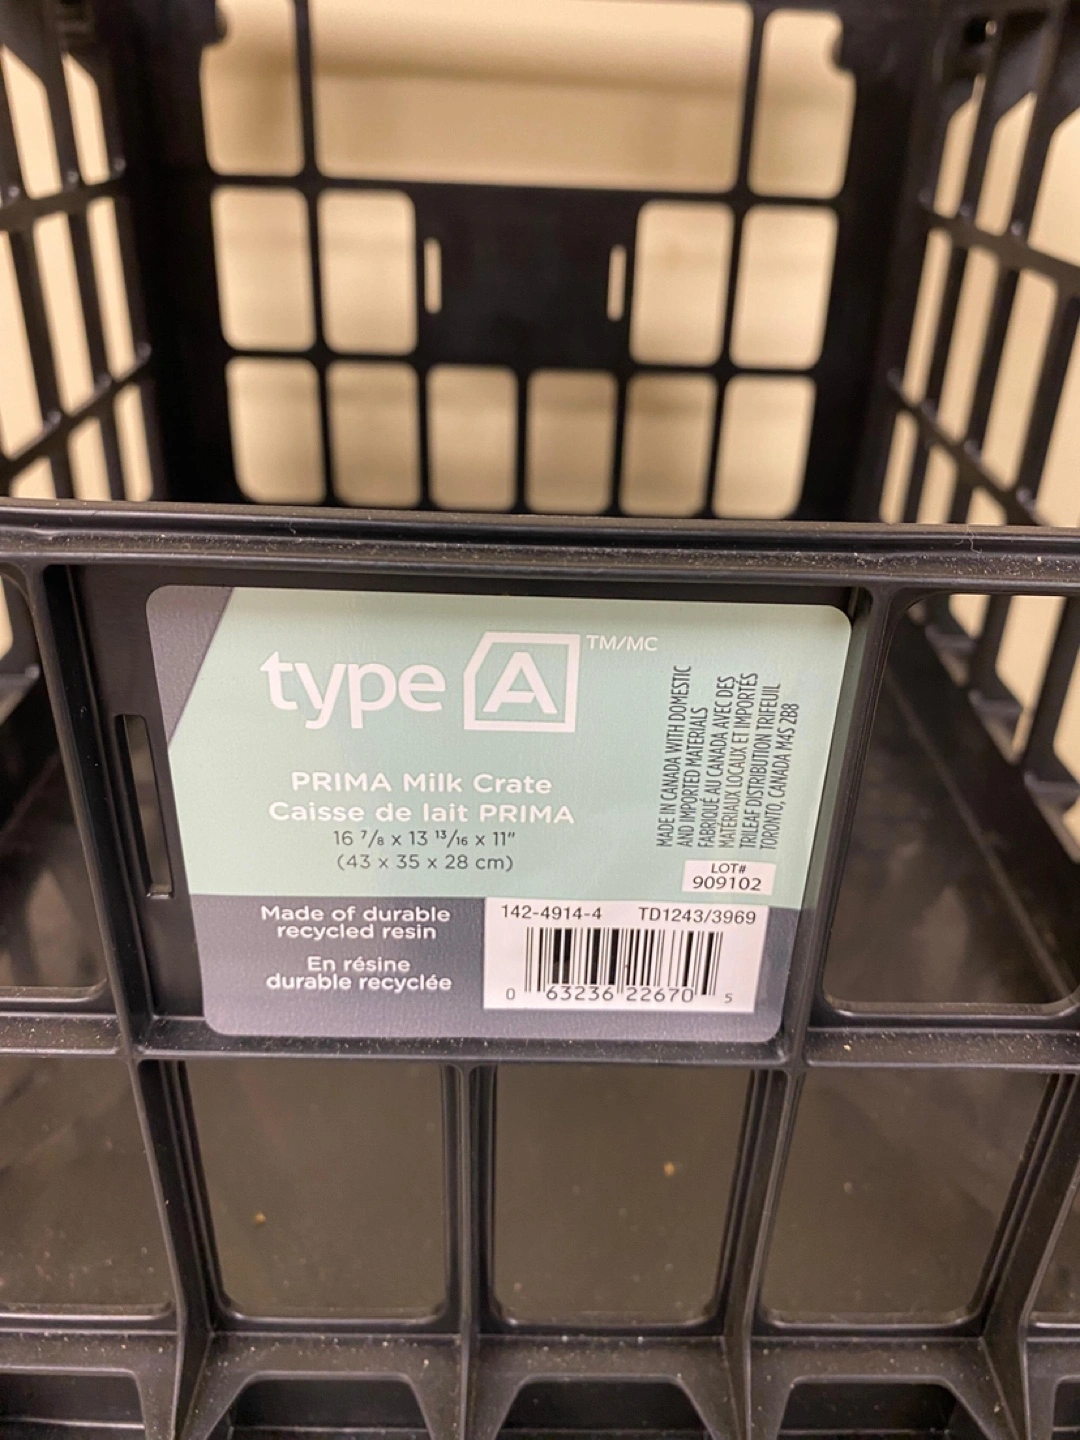 type A TM/MC
PRIMA Milk Crate
Caisse de lait PRIMA
16 7/8 x 13 13/16 x 11"
(43 x 35 x 28 cm)
MADE IN CANADA WITH DOMESTIC
AND IMPORTED MATERIALS
FABRIQUÉ AU CANADA AVEC DES
MATÉRIAUX LOCAUX ET IMPORTÉS
TRILEAF DISTRIBUTION TRIFEUIL
TORONTO, CANADA M4S 2B8
LOT#
909102
Made of durable
recycled resin
En résine
durable recyclée
142-4914-4 TD1243/3969
0 63236 22670 5